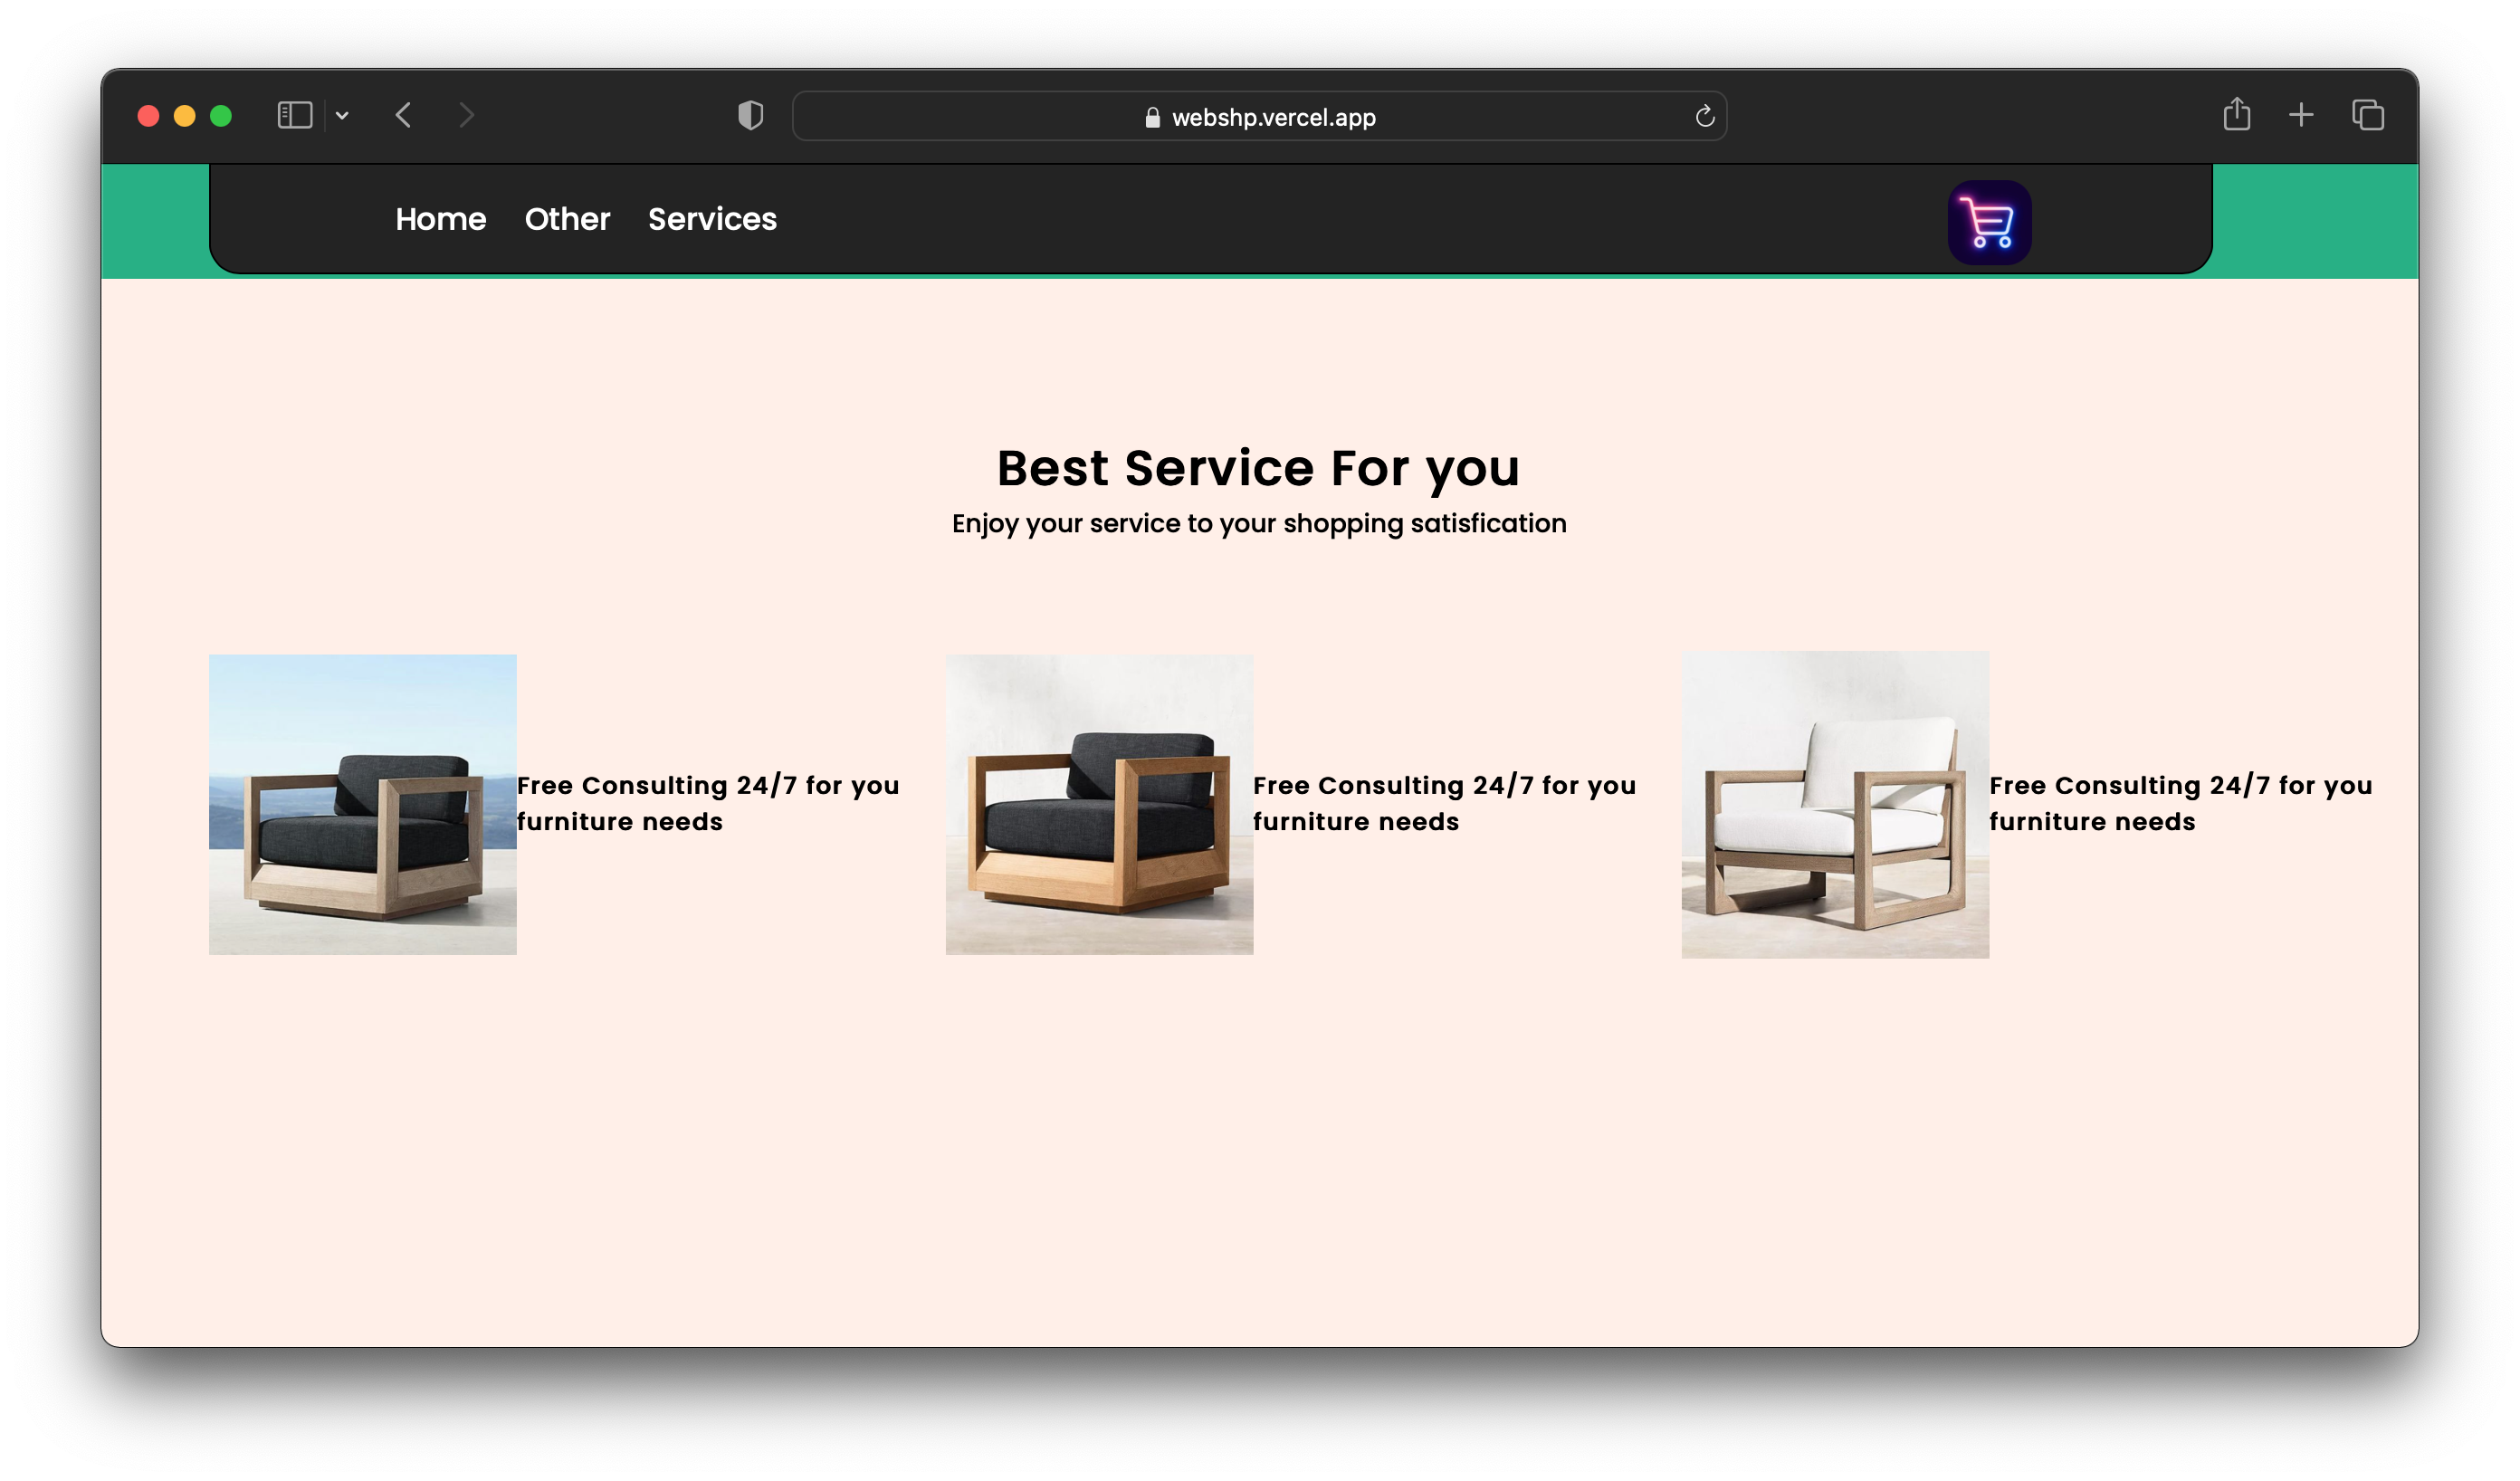 webshp.vercel.app
Home Other Services
Best Service For you
Enjoy your service to your shopping satisfication
Free Consulting 24/7 for you
furniture needs
Free Consulting 24/7 for you
furniture needs
Free Consulting 24/7 for you
furniture needs